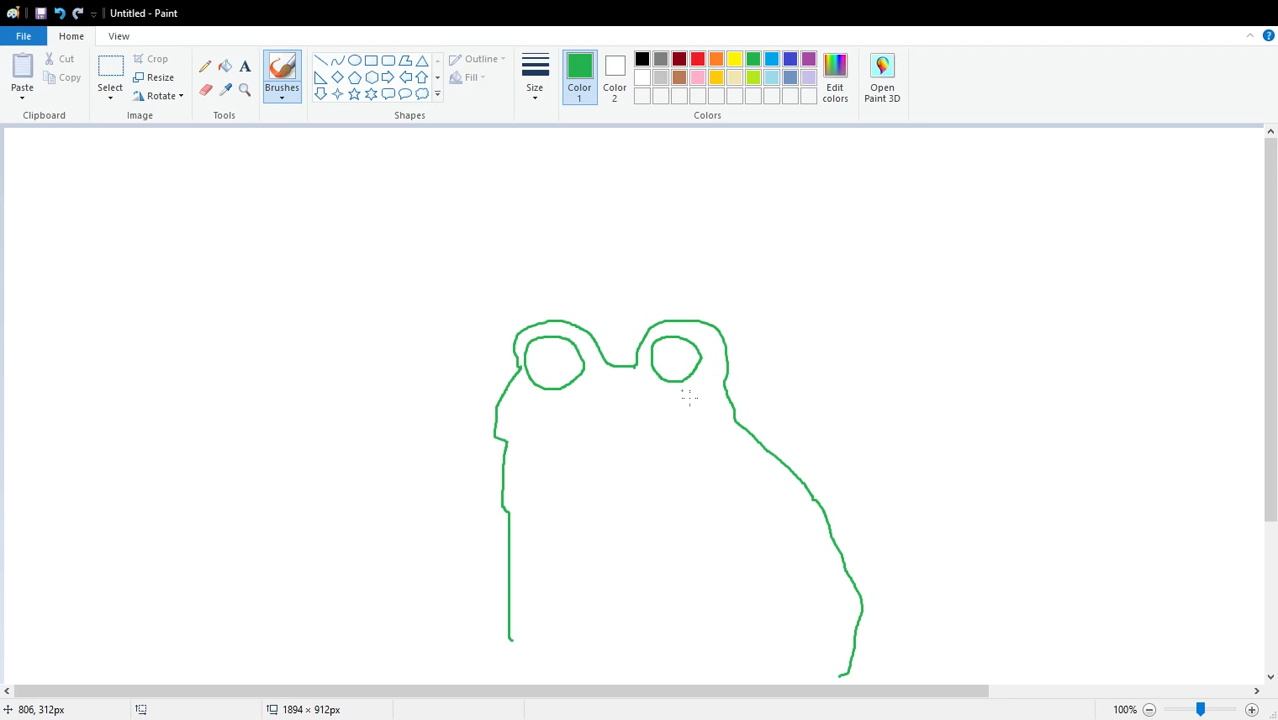 Untitled - Paint
File Home View
Cut
Copy
Paste
Clipboard
Select
Crop
Resize
Rotate
Image
A
Tools
Brushes
Outline
Fill
Shapes
Size
Color 1
Color 2
Edit colors
Colors
Open Paint 3D
806, 312px
1894 × 912px
100%